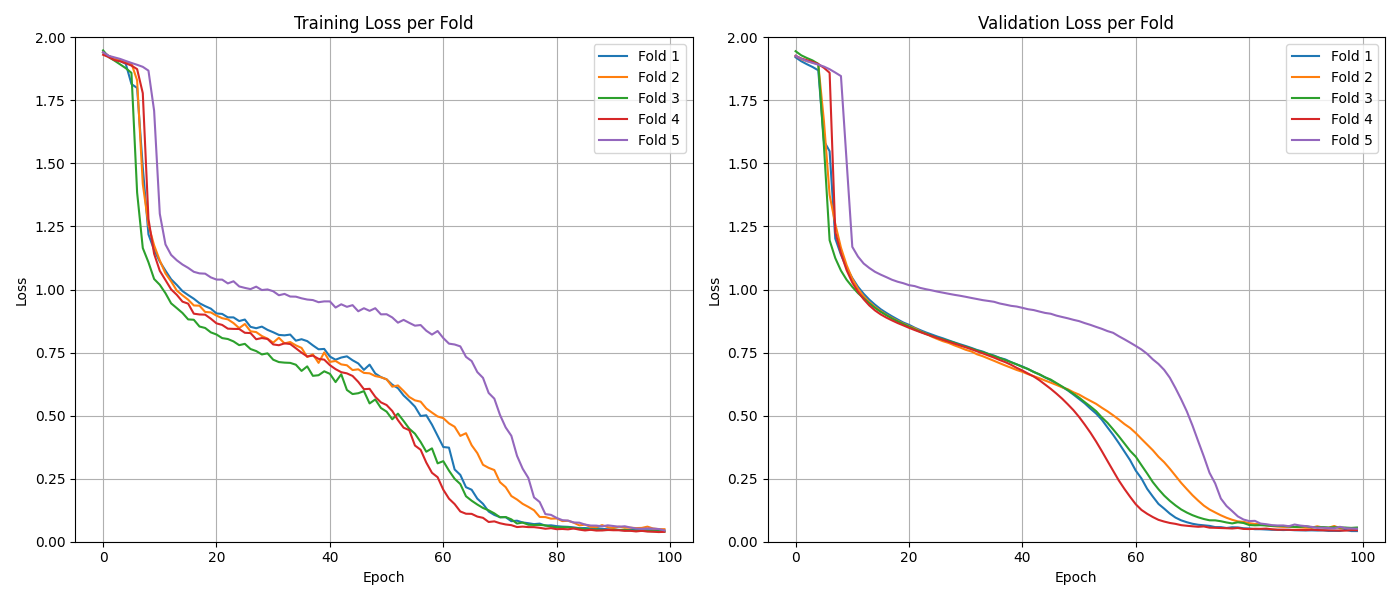 Training Loss per Fold
Loss
2.00
1.75
1.50
1.25
1.00
0.75
0.50
0.25
0.00
0
20
40
60
80
100
Epoch
Fold 1
Fold 2
Fold 3
Fold 4
Fold 5
Validation Loss per Fold
Loss
2.00
1.75
1.50
1.25
1.00
0.75
0.50
0.25
0.00
0
20
40
60
80
100
Epoch
Fold 1
Fold 2
Fold 3
Fold 4
Fold 5